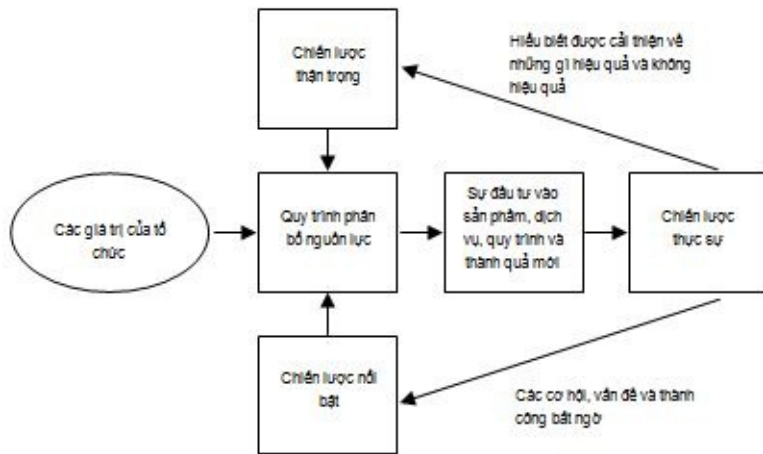 Chiến lược
thận trọng
Hiểu biết được cải thiện về
những gì hiệu quả và không
hiệu quả
Các giá trị của tổ
chức
Quy trình phân
bổ nguồn lực
Sự đầu tư vào
sản phẩm, dịch
vụ, quy trình và
thành quả mới
Chiến lược
thực sự
Chiến lược nổi
bật
Các cơ hội, vấn đề và thành
công bất ngờ